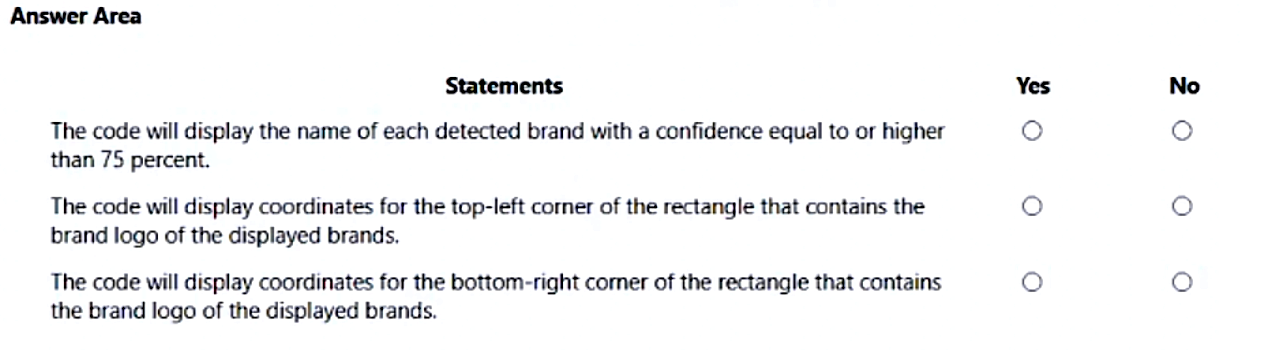 Answer Area
Statements Yes No
The code will display the name of each detected brand with a confidence equal to or higher
than 75 percent.
The code will display coordinates for the top-left corner of the rectangle that contains the
brand logo of the displayed brands.
The code will display coordinates for the bottom-right corner of the rectangle that contains
the brand logo of the displayed brands.